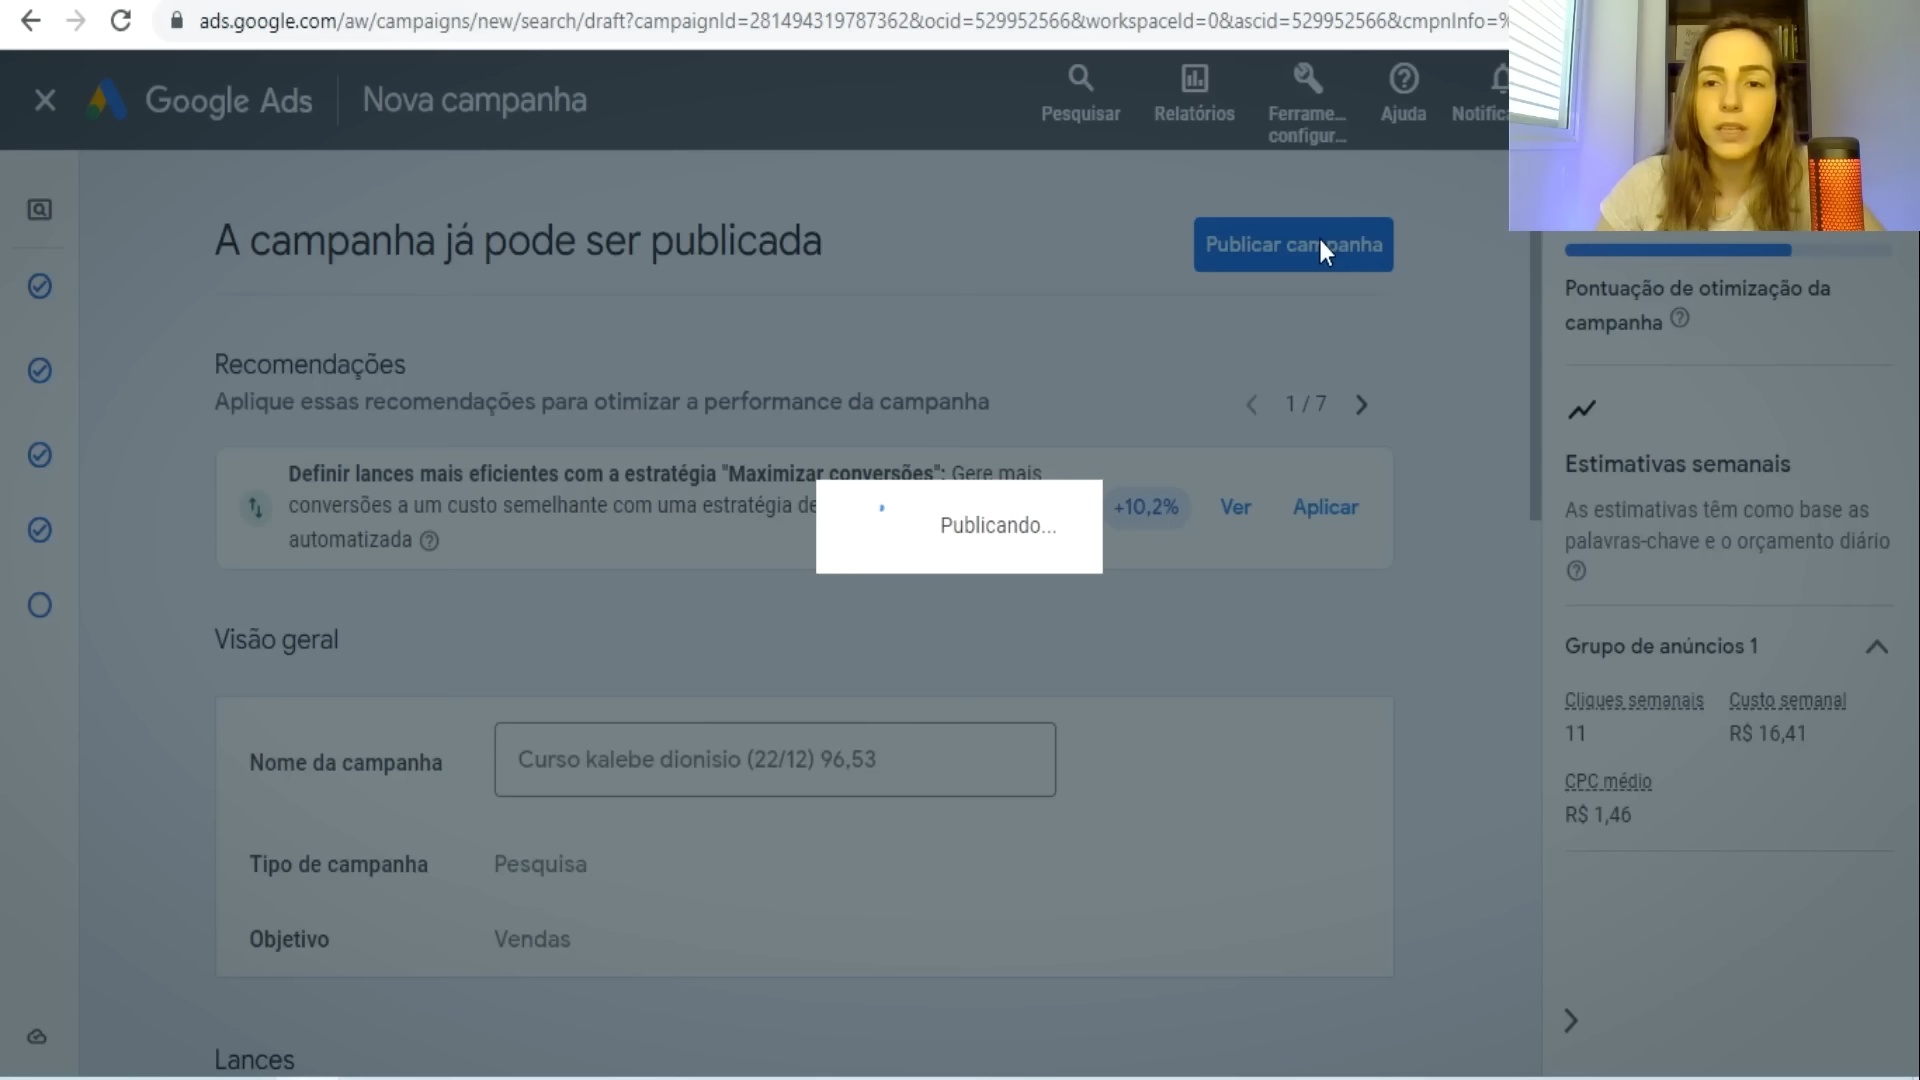 ads.google.com/aw/campaigns/new/search/draft?campaignId=281494319787362&ocid=529952566&workspaceId=0&ascid=529952566&cmpnInfo=%
Google Ads
Nova campanha
Pesquisar
Relatórios
Ferrame...
configur...
Ajuda
Notifica
A campanha já pode ser publicada
Publicar campanha
Recomendações
Aplique essas recomendações para otimizar a performance da campanha
1 / 7
Definir lances mais eficientes com a estratégia "Maximizar conversões": Gere mais
conversões a um custo semelhante com uma estratégia de
automatizada
+10,2%
Ver
Aplicar
Publicando...
Visão geral
Nome da campanha
Curso kalebe dionisio (22/12) 96,53
Tipo de campanha
Pesquisa
Objetivo
Vendas
Lances
Pontuação de otimização da
campanha
Estimativas semanais
As estimativas têm como base as
palavras-chave e o orçamento diário
Grupo de anúncios 1
Cliques semanais
Custo semanal
11
R$ 16,41
CPC médio
R$ 1,46